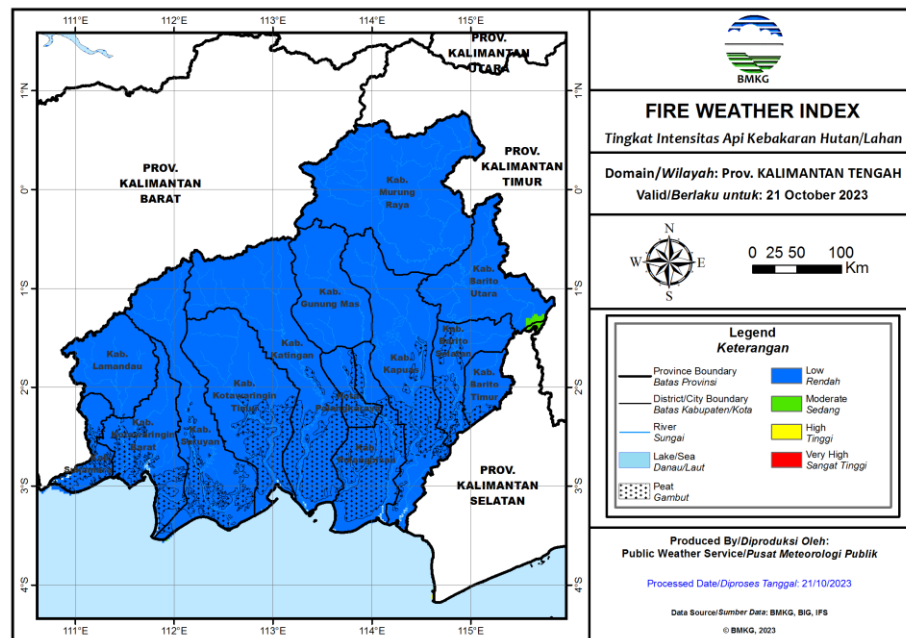 111°E 112°E 113°E 114°E 115°E
PROV.
KALIMANTAN
UTARA
1°N
PROV.
KALIMANTAN
BARAT
PROV.
KALIMANTAN
TIMUR
Kab.
Murung
Raya
0°
Kab.
Barito
Utara
Kab.
Gunung Mas
1°S
Kab.
Barito
Selatan
Kab.
Katingan
Kab.
Kapuas
Kab.
Lamandau
Kab.
Barito
Timur
2°S
Kab.
Kotawaringin
Timur
Kab.
Kotawaringin
Barat
Kab.
Seruyan
PROV.
KALIMANTAN
SELATAN
3°S
4°S
111°E 112°E 113°E 114°E 115°E
1°N
0°
1°S
2°S
3°S
4°S
BMKG
FIRE WEATHER INDEX
Tingkat Intensitas Api Kebakaran Hutan/Lahan
Domain/Wilayah: Prov. KALIMANTAN TENGAH
Valid/Berlaku untuk: 21 October 2023
N
W E
S
0 25 50 100
Km
Legend
Keterangan
Province Boundary
Batas Provinsi
District/City Boundary
Batas Kabupaten/Kota
River
Sungai
Lake/Sea
Danau/Laut
Peat
Gambut
Low
Rendah
Moderate
Sedang
High
Tinggi
Very High
Sangat Tinggi
Produced By/Diproduksi Oleh:
Public Weather Service/Pusat Meteorologi Publik
Processed Date/Diproses Tanggal: 21/10/2023
Data Source/Sumber Data: BMKG, BIG, IFS
© BMKG, 2023